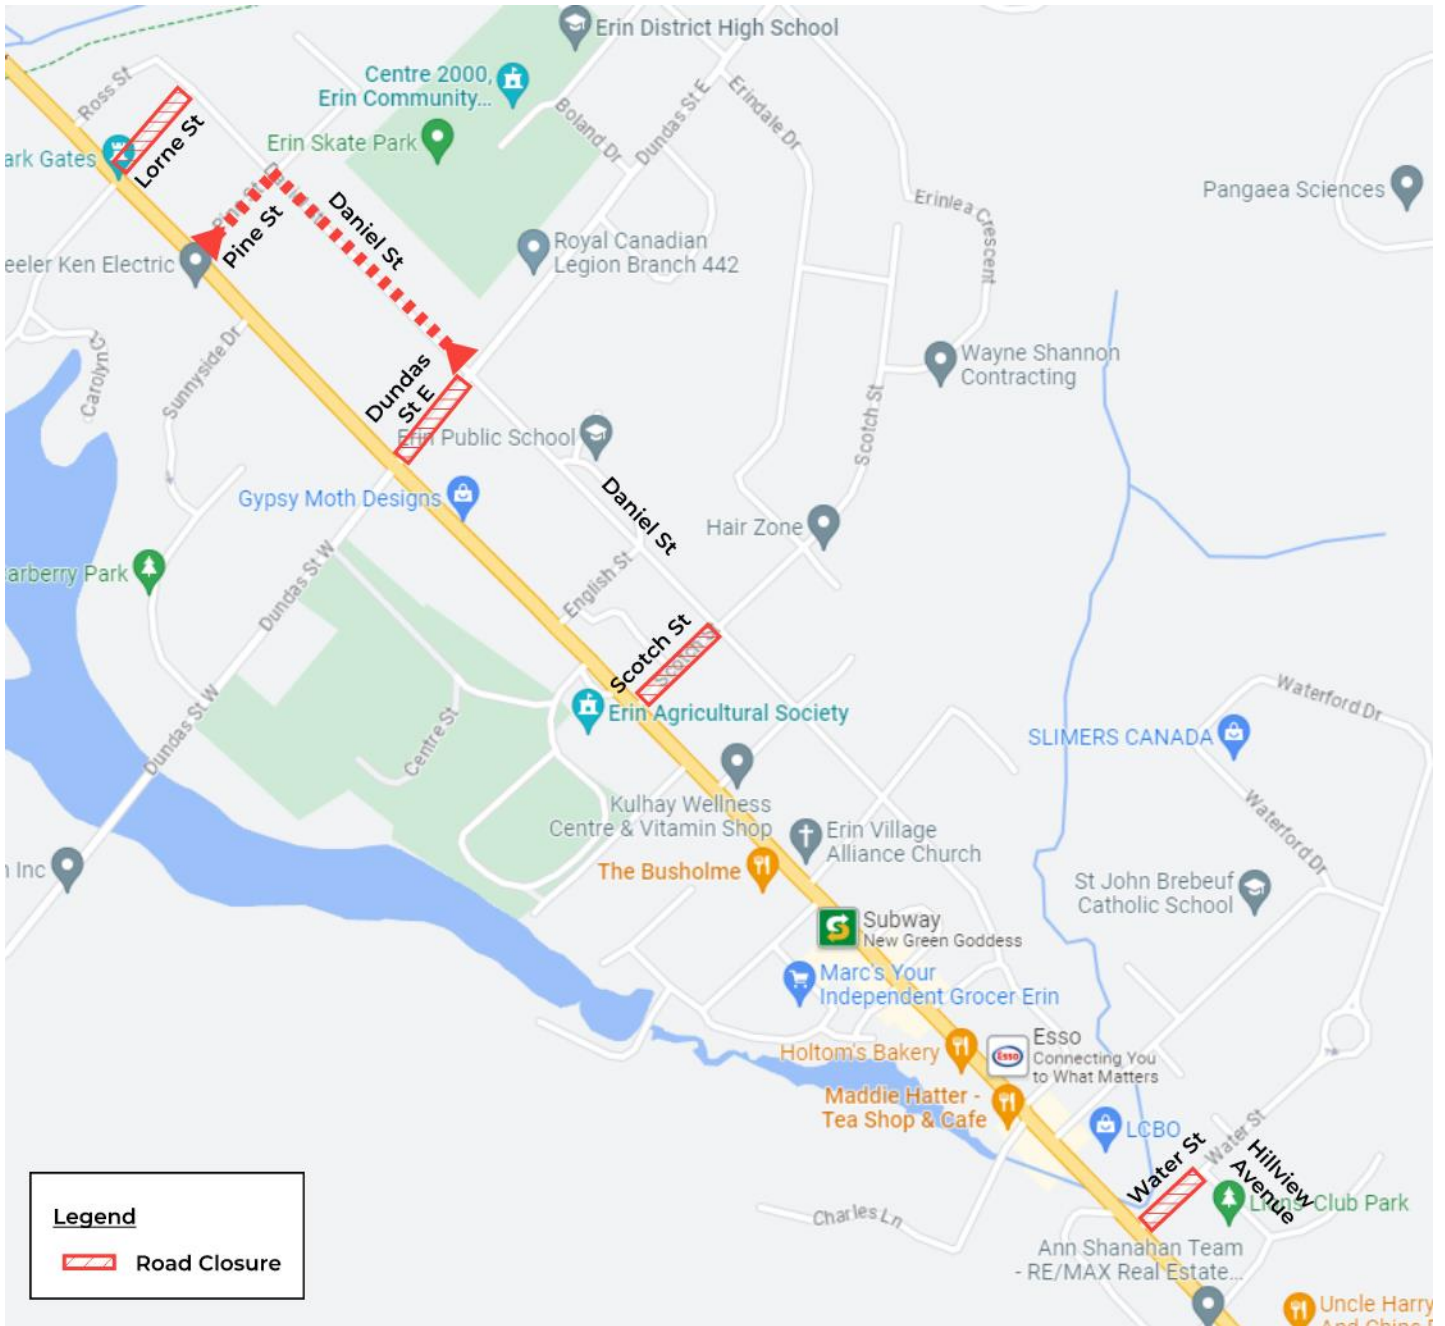 Erin District High School
Centre 2000,
Erin Community...
Ross St
Boland Dr
Dundas St E
Erindale Dr
Erin Skate Park
ark Gates
Lorne St
Pangaea Sciences
Erinlea Crescent
Pine St
Pine St
Daniel St
Royal Canadian
Legion Branch 442
eeler Ken Electric
Carolyn
Sunnyside Dr
Dundas
St E
Wayne Shannon
Contracting
Scotch St
Erin Public School
Gypsy Moth Designs
Daniel St
Hair Zone
arberry Park
Dundas St W
English St
Scotch St
Erin Agricultural Society
Waterford Dr
Dundas St W
Centre St
SLIMERS CANADA
Kulhay Wellness
Centre & Vitamin Shop
Erin Village
Alliance Church
Waterford Dr
n Inc
The Busholme
St John Brebeuf
Catholic School
Subway
New Green Goddess
Marc's Your
Independent Grocer Erin
Holtom's Bakery
Esso
Esso
Connecting You
to What Matters
Maddie Hatter -
Tea Shop & Cafe
LCBO
Water St
Water St
Hillview
Avenue
Lions Club Park
Charles Ln
Ann Shanahan Team
- RE/MAX Real Estate...
Uncle Harry
Legend
Road Closure